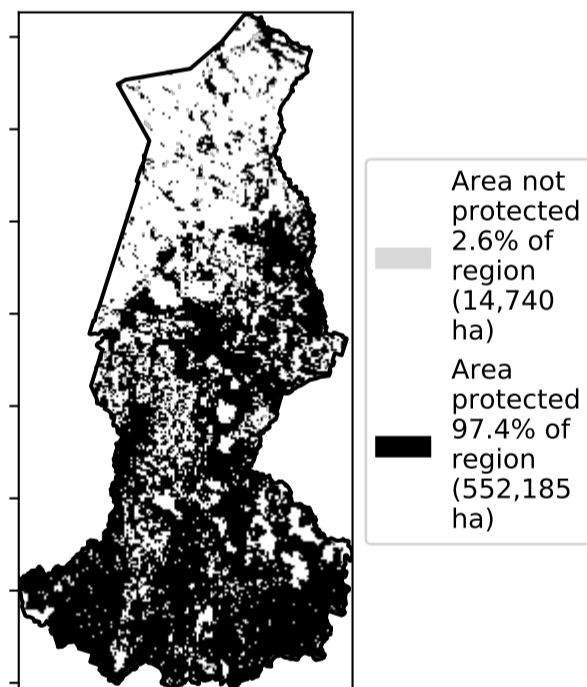 Area not
protected
2.6% of
region
(14,740
ha)
Area
protected
97.4% of
region
(552,185
ha)